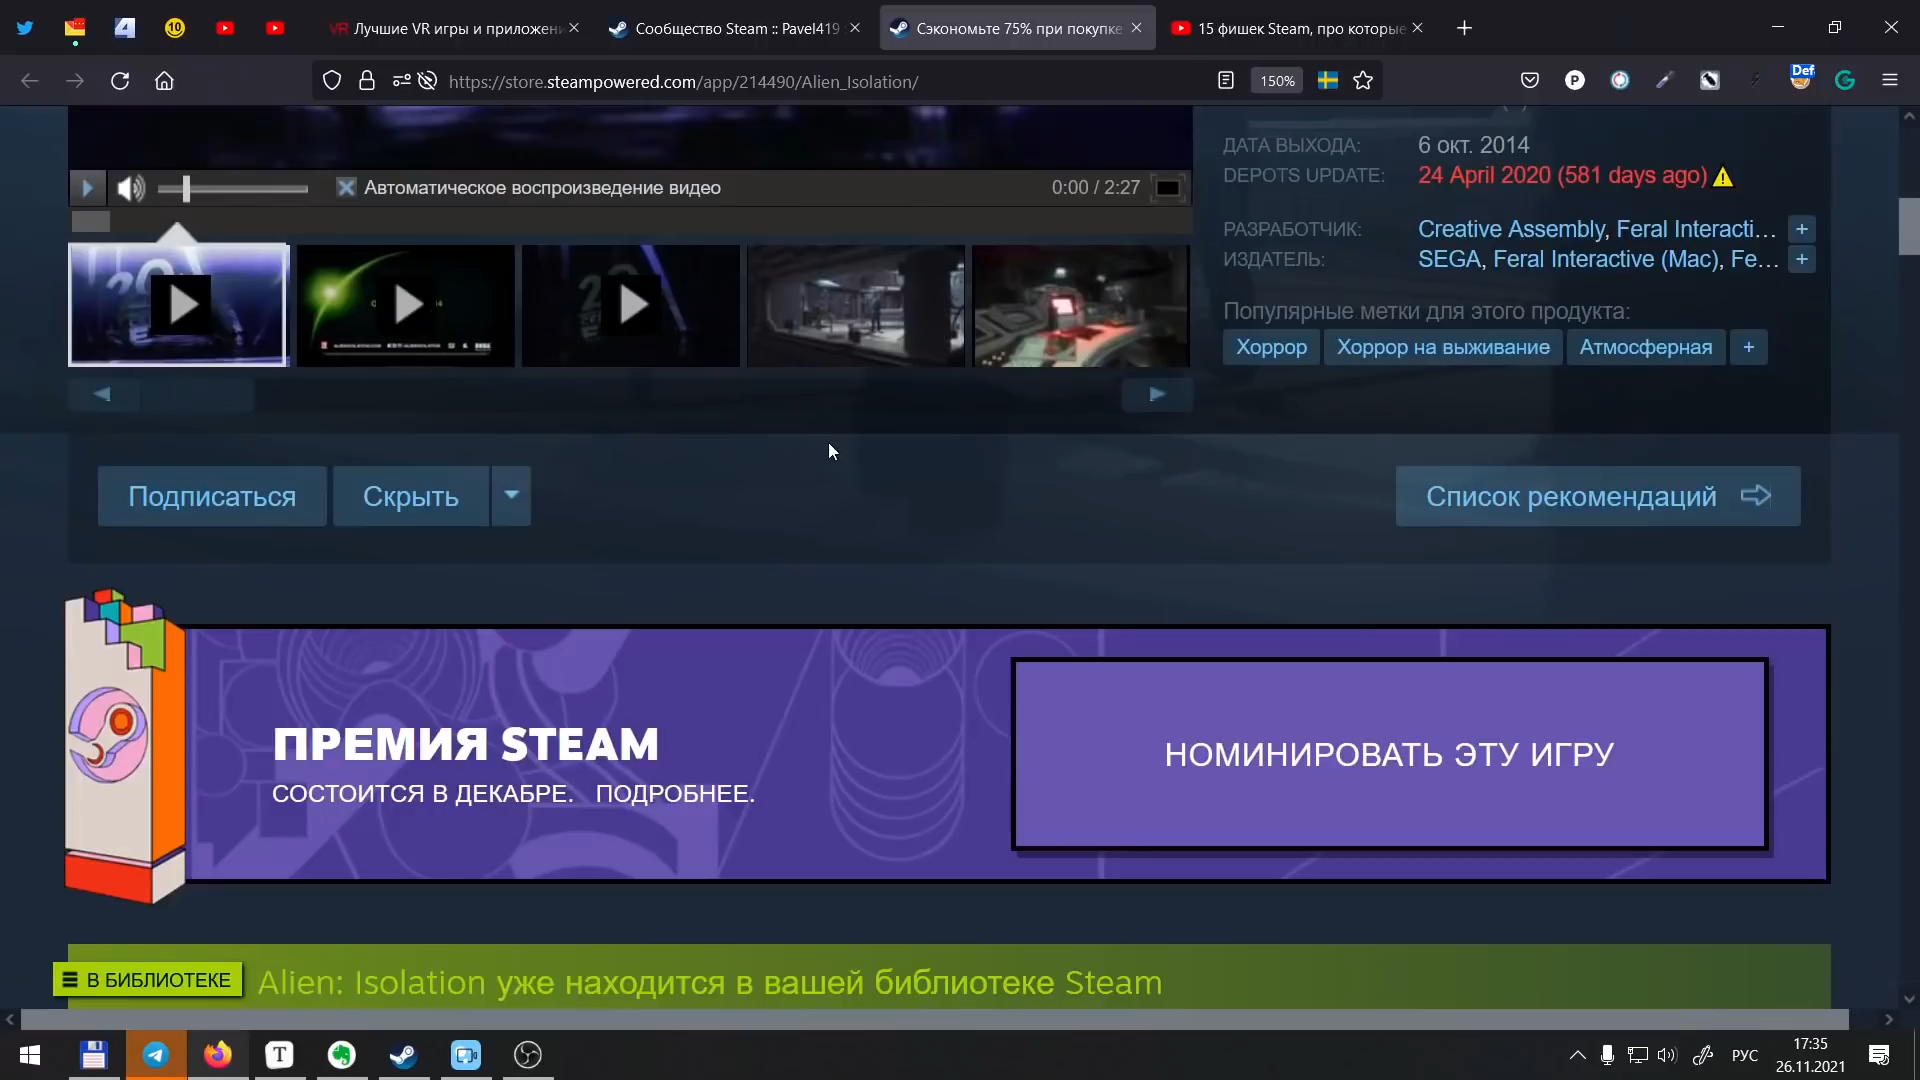 10
VR Лучшие VR игры и приложен
Сообщество Steam :: Pavel419
Сэкономьте 75% при покупке
15 фишек Steam, про которые
https://store.steampowered.com/app/214490/Alien_Isolation/
150%
Def
ДАТА ВЫХОДА: 6 окт. 2014
DEPOTS UPDATE: 24 April 2020 (581 days ago)
Автоматическое воспроизведение видео
0:00 / 2:27
РАЗРАБОТЧИК: Creative Assembly, Feral Interacti... +
ИЗДАТЕЛЬ: SEGA, Feral Interactive (Mac), Fe... +
Популярные метки для этого продукта:
Хоррор
Хоррор на выживание
Атмосферная
+
Подписаться
Скрыть
Список рекомендаций
ПРЕМИЯ STEAM
СОСТОИТСЯ В ДЕКАБРЕ. ПОДРОБНЕЕ.
НОМИНИРОВАТЬ ЭТУ ИГРУ
В БИБЛИОТЕКЕ
Alien: Isolation уже находится в вашей библиотеке Steam
РУС
17:35
26.11.2021